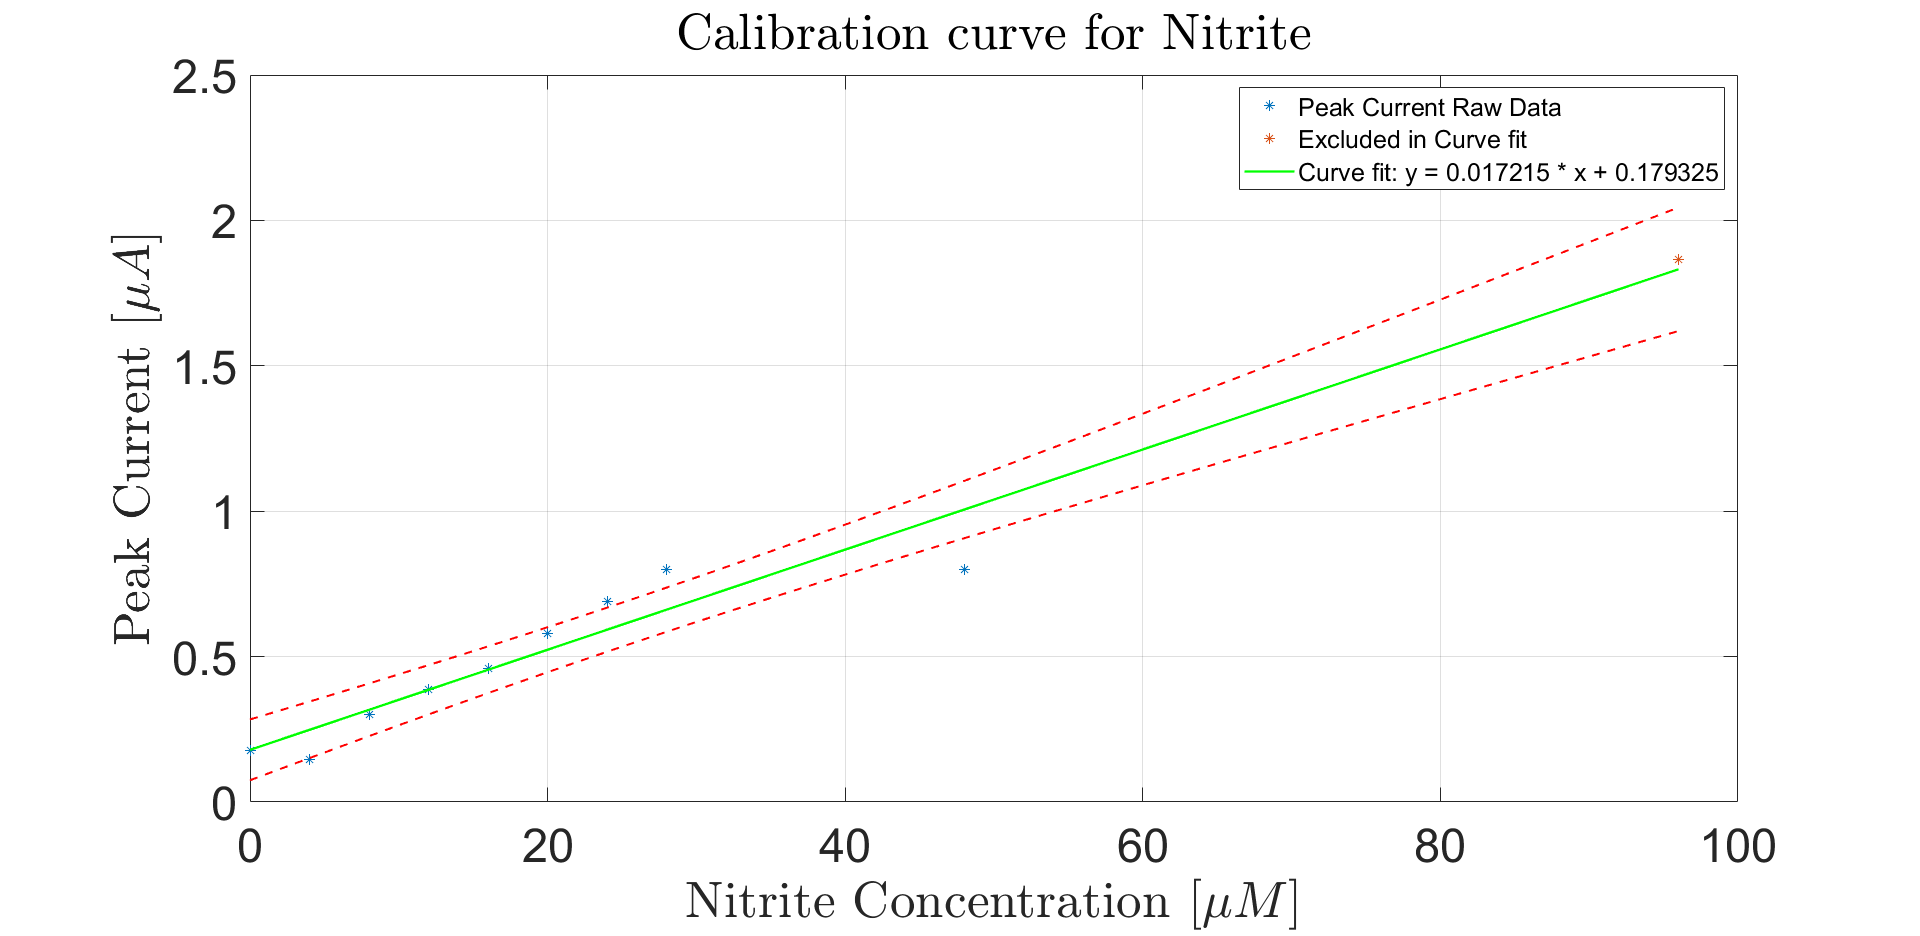 Calibration curve for Nitrite
2.5
2
1.5
1
0.5
0
Peak Current [μA]
Peak Current Raw Data
Excluded in Curve fit
Curve fit: y = 0.017215 * x + 0.179325
0 20 40 60 80 100
Nitrite Concentration [μM]